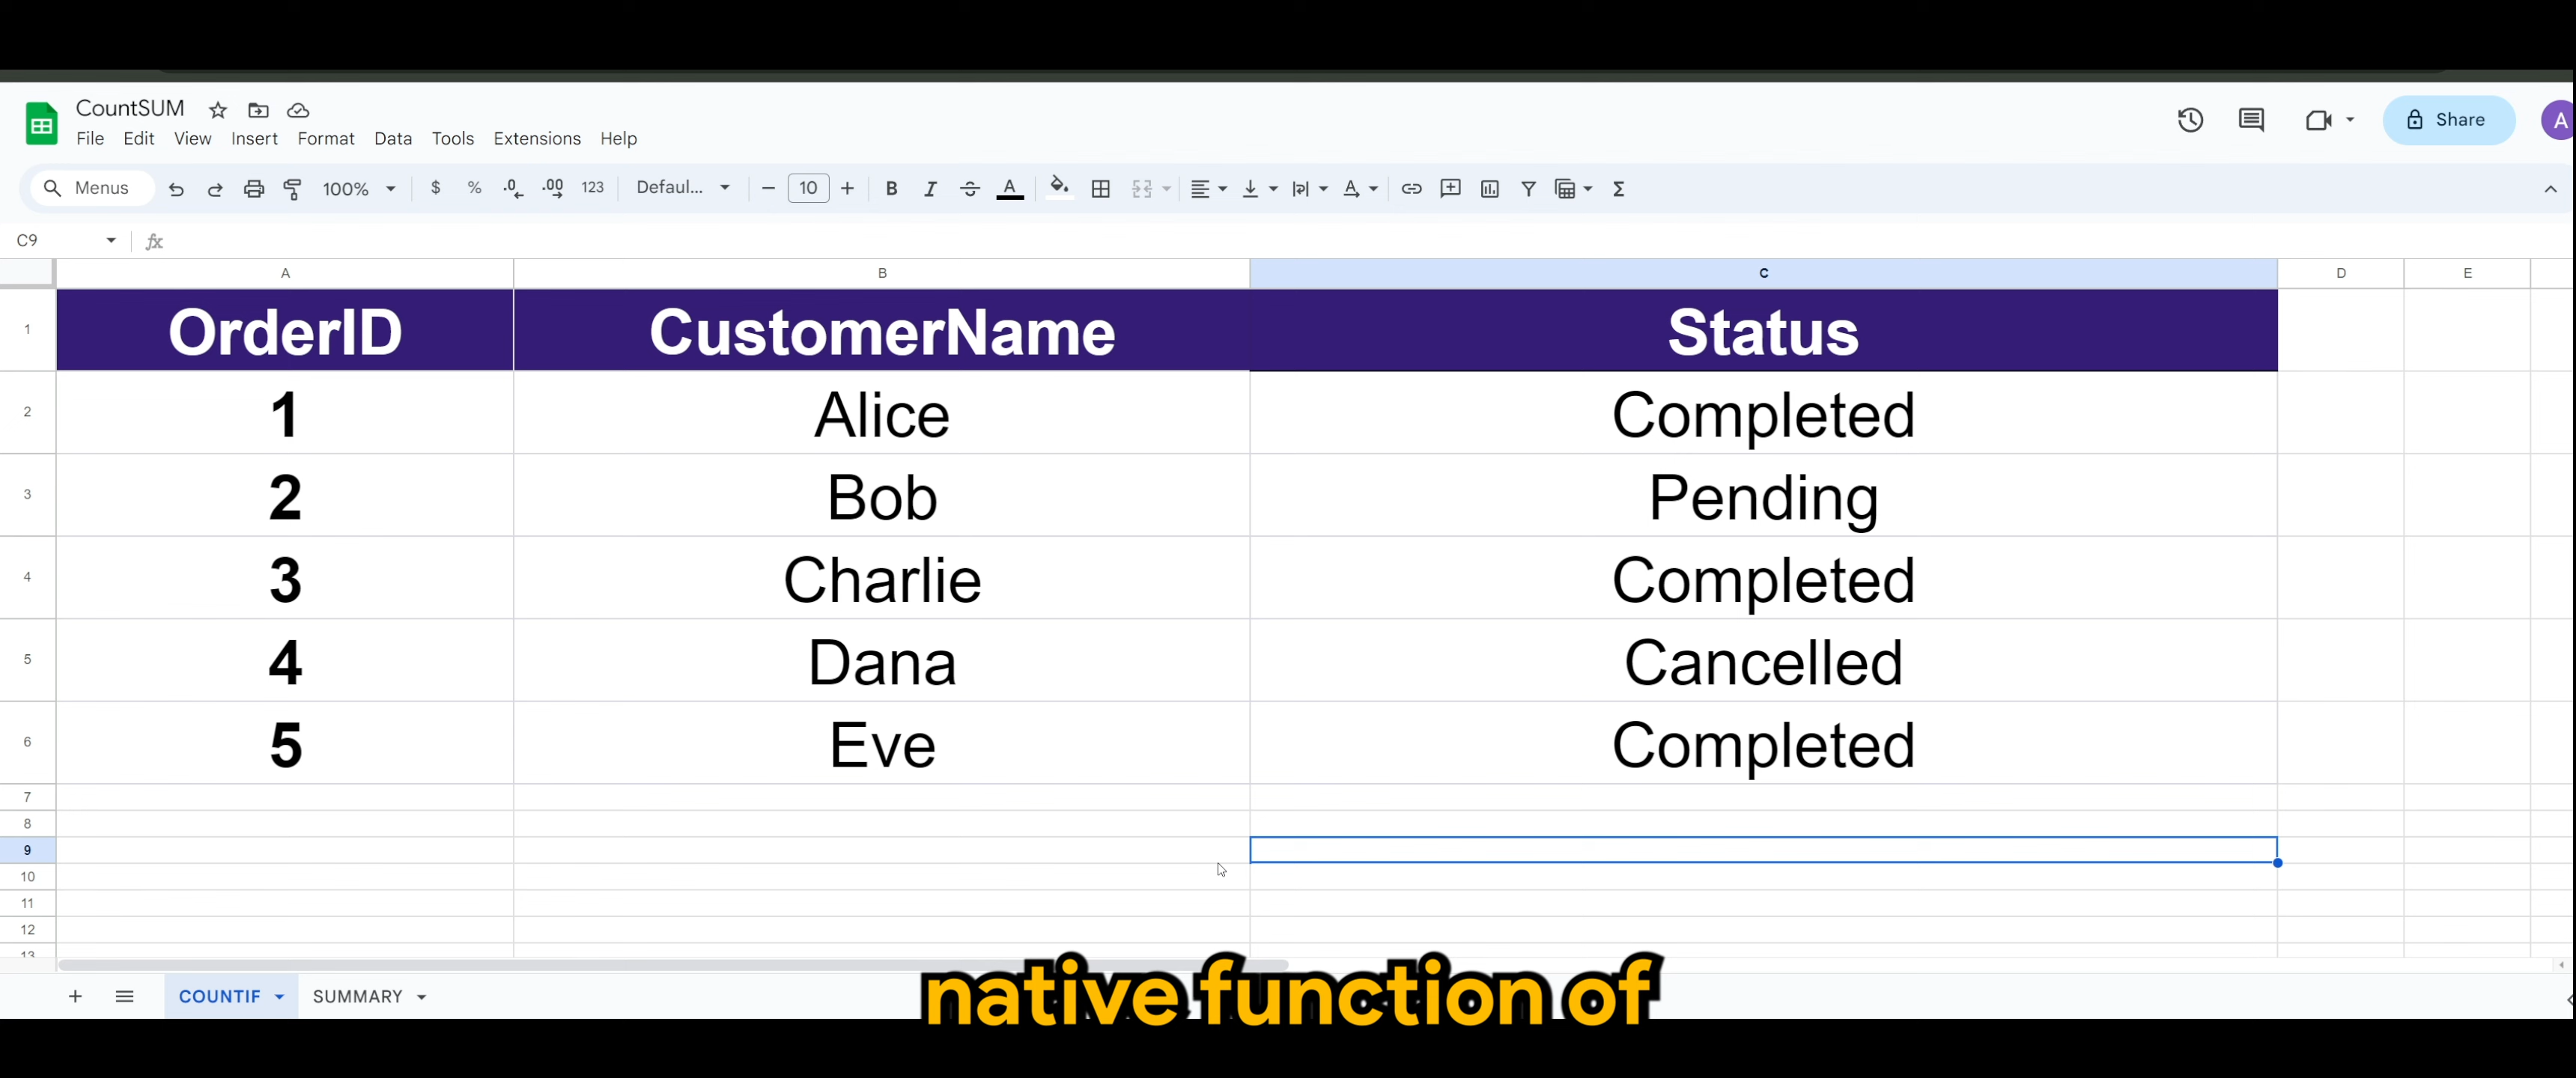 CountSUM
File Edit View Insert Format Data Tools Extensions Help
Share
A
Menus 100% $ % .0 .00 123 Defaul... 10 B I A A Σ
C9 fx
A B C D E
1 OrderID CustomerName Status
2 1 Alice Completed
3 2 Bob Pending
4 3 Charlie Completed
5 4 Dana Cancelled
6 5 Eve Completed
7
8
9
10
11
12
13
COUNTIF SUMMARY
native function of